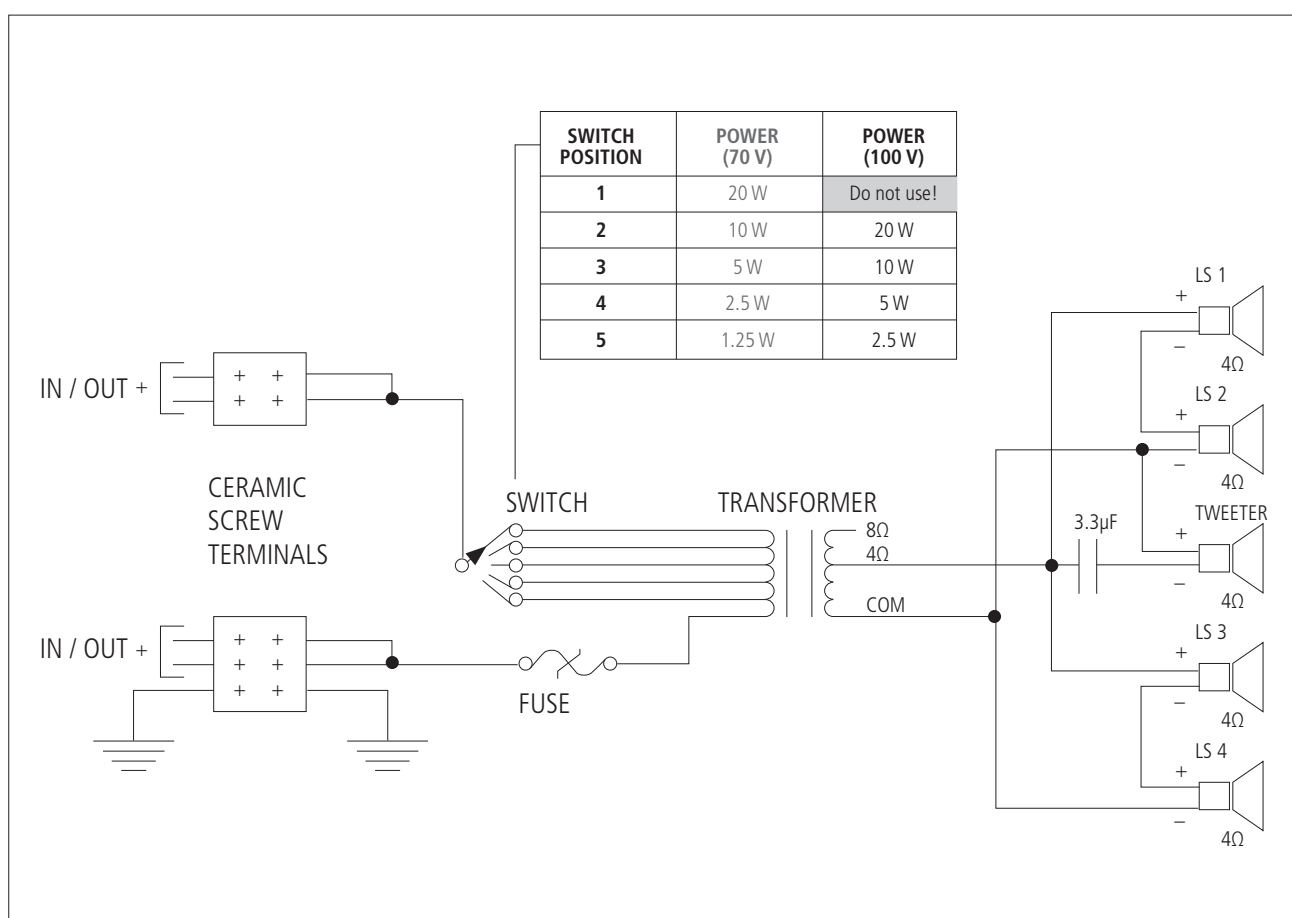 SWITCH POSITION | POWER (70 V) | POWER (100 V)
1 | 20 W | Do not use!
2 | 10 W | 20 W
3 | 5 W | 10 W
4 | 2.5 W | 5 W
5 | 1.25 W | 2.5 W
IN / OUT +
+ +
+ +
CERAMIC
SCREW
TERMINALS
IN / OUT +
+ +
+ +
+ +
SWITCH
FUSE
TRANSFORMER
8Ω
4Ω
COM
3.3µF
LS 1
+
–
4Ω
LS 2
+
–
4Ω
TWEETER
+
–
4Ω
LS 3
+
–
4Ω
LS 4
+
–
4Ω